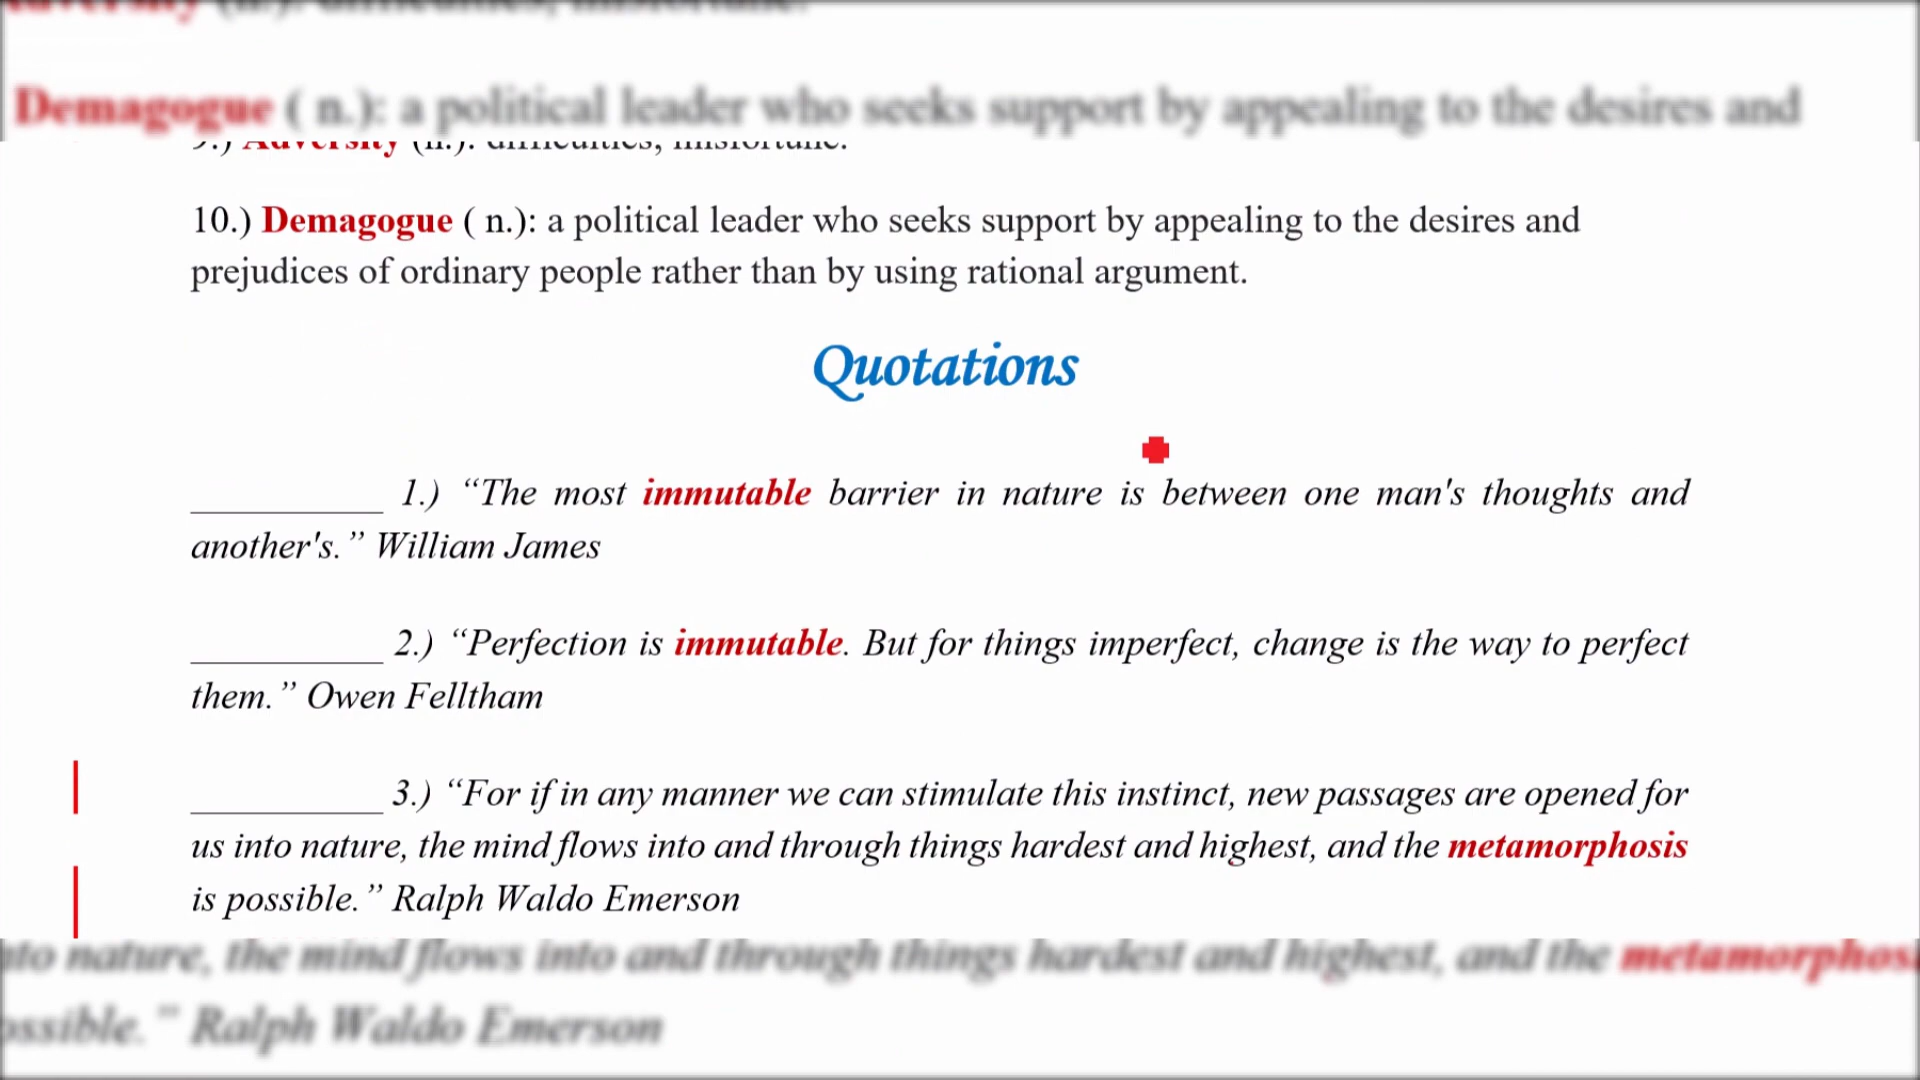 Demagogue ( n.): a political leader who seeks support by appealing to the desires and
9.) Adversity (n.): difficulties, misfortune.
10.) Demagogue ( n.): a political leader who seeks support by appealing to the desires and
prejudices of ordinary people rather than by using rational argument.
Quotations
__________ 1.) “The most immutable barrier in nature is between one man's thoughts and
another's.” William James
__________ 2.) “Perfection is immutable. But for things imperfect, change is the way to perfect
them.” Owen Felltham
__________ 3.) “For if in any manner we can stimulate this instinct, new passages are opened for
us into nature, the mind flows into and through things hardest and highest, and the metamorphosis
is possible.” Ralph Waldo Emerson
nature, the mind flows into and through things hardest and highest, and the
Ralph Waldo Emerson